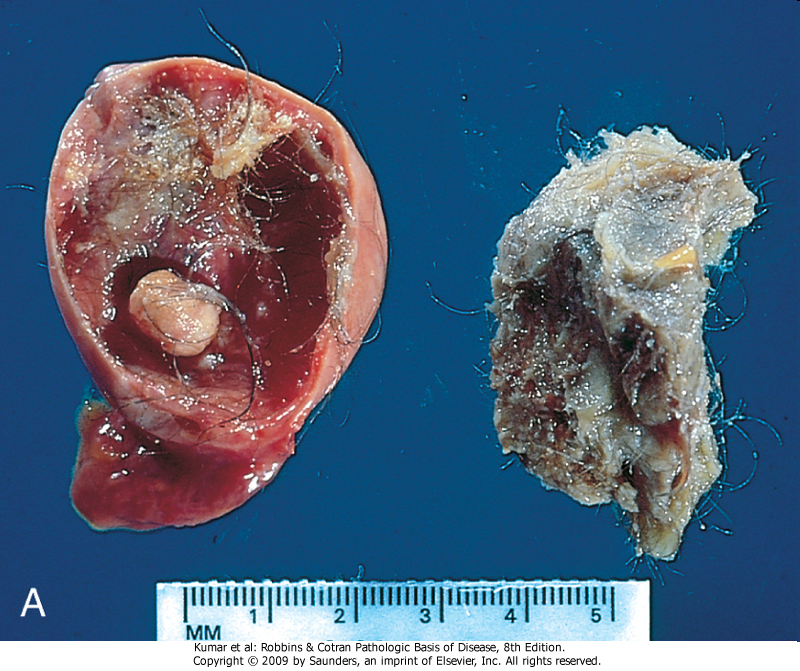 A
1 2 3 4 5
MM
Kumar et al: Robbins & Cotran Pathologic Basis of Disease, 8th Edition.
Copyright © 2009 by Saunders, an imprint of Elsevier, Inc. All rights reserved.